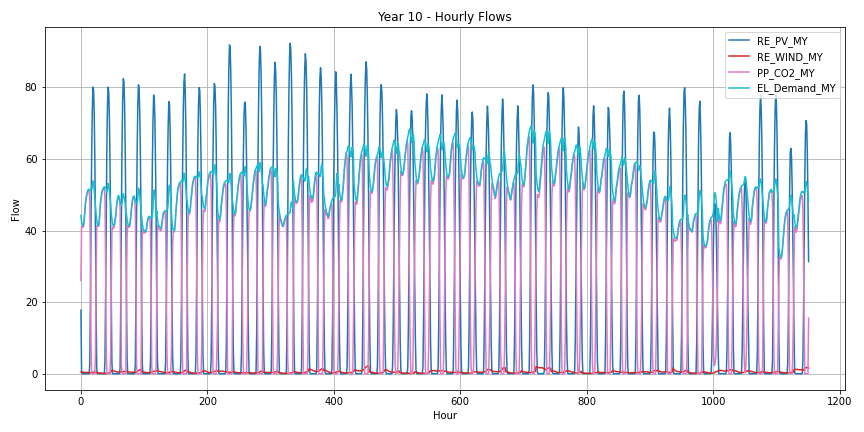 Year 10 - Hourly Flows
RE_PV_MY
RE_WIND_MY
PP_CO2_MY
EL_Demand_MY
80
60
40
20
0
Flow
0 200 400 600 800 1000 1200
Hour